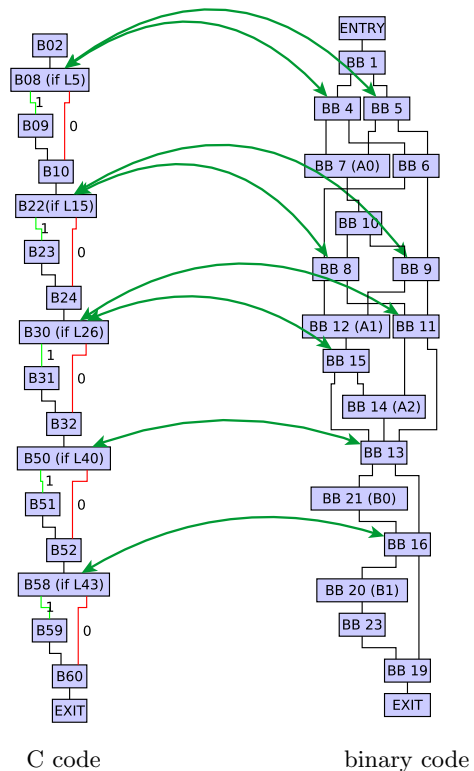 B02
B08 (if L5)
1
0
B09
B10
B22(if L15)
1
0
B23
B24
B30 (if L26)
1
0
B31
B32
B50 (if L40)
1
0
B51
B52
B58 (if L43)
1
0
B59
B60
EXIT
C code
ENTRY
BB 1
BB 4
BB 5
BB 7 (A0)
BB 6
BB 10
BB 8
BB 9
BB 12 (A1)
BB 11
BB 15
BB 14 (A2)
BB 13
BB 21 (B0)
BB 16
BB 20 (B1)
BB 23
BB 19
EXIT
binary code